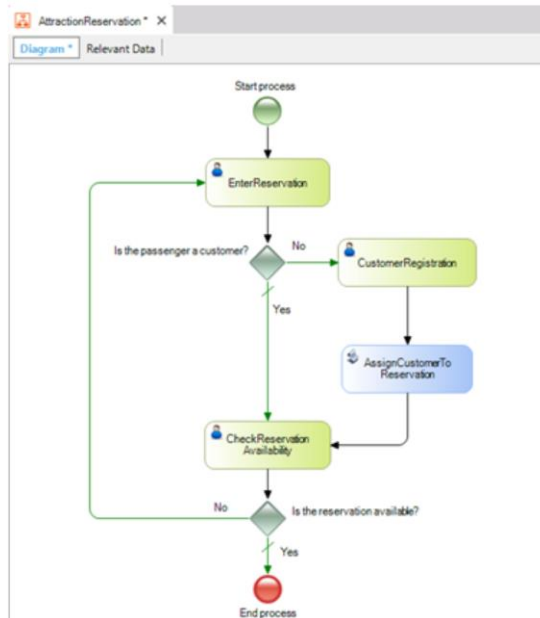 AttractionReservation *
Diagram *
Relevant Data
Start process
EnterReservation
Is the passenger a customer?
No
CustomerRegistration
Yes
AssignCustomerTo
Reservation
CheckReservation
Availability
No
Is the reservation available?
Yes
End process